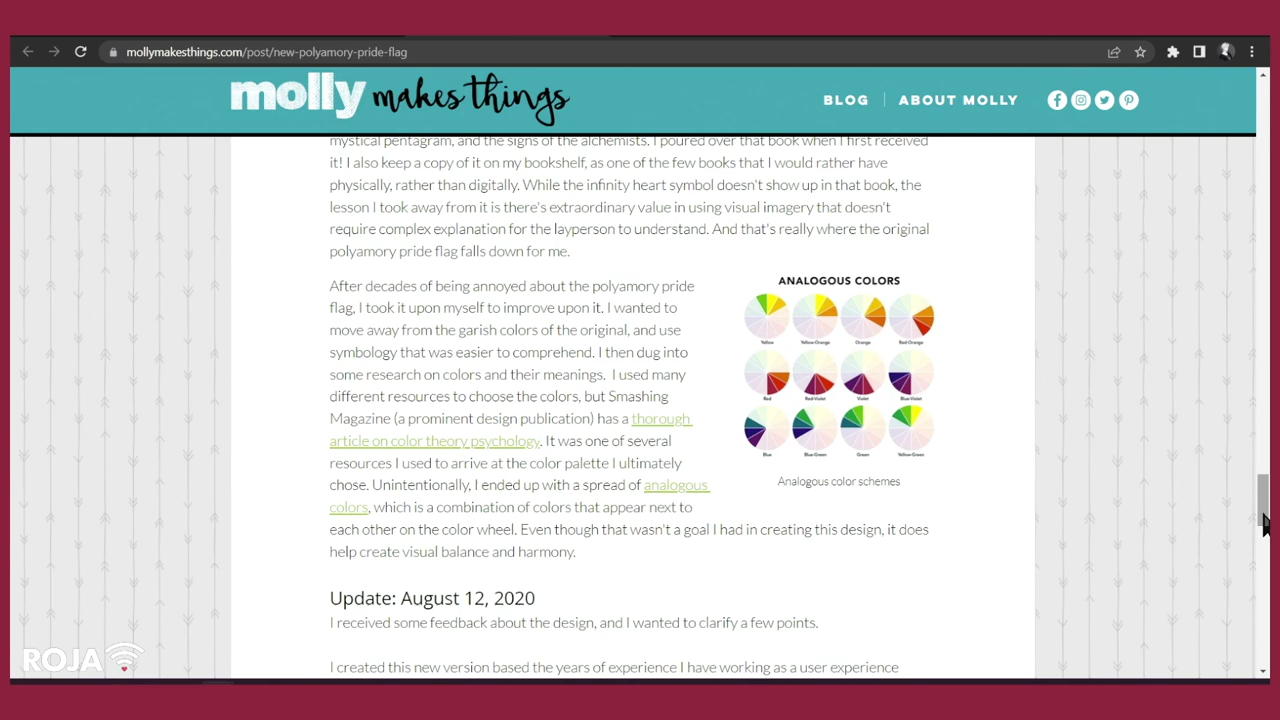 mollymakesthings.com/post/new-polyamory-pride-flag
molly makes things
BLOG
ABOUT MOLLY
mystical pentagram, and the signs of the alchemists. I poured over that book when I first received
it! I also keep a copy of it on my bookshelf, as one of the few books that I would rather have
physically, rather than digitally. While the infinity heart symbol doesn't show up in that book, the
lesson I took away from it is there's extraordinary value in using visual imagery that doesn't
require complex explanation for the layperson to understand. And that's really where the original
polyamory pride flag falls down for me.
After decades of being annoyed about the polyamory pride
flag, I took it upon myself to improve upon it. I wanted to
move away from the garish colors of the original, and use
symbology that was easier to comprehend. I then dug into
some research on colors and their meanings. I used many
different resources to choose the colors, but Smashing
Magazine (a prominent design publication) has a thorough
article on color theory psychology. It was one of several
resources I used to arrive at the color palette I ultimately
chose. Unintentionally, I ended up with a spread of analogous
colors, which is a combination of colors that appear next to
each other on the color wheel. Even though that wasn't a goal I had in creating this design, it does
help create visual balance and harmony.
ANALOGOUS COLORS
Yellow
Yellow-Orange
Orange
Red-Orange
Red
Red-Violet
Violet
Blue-Violet
Blue
Blue-Green
Green
Yellow-Green
Analogous color schemes
Update: August 12, 2020
I received some feedback about the design, and I wanted to clarify a few points.
I created this new version based the years of experience I have working as a user experience
ROJA